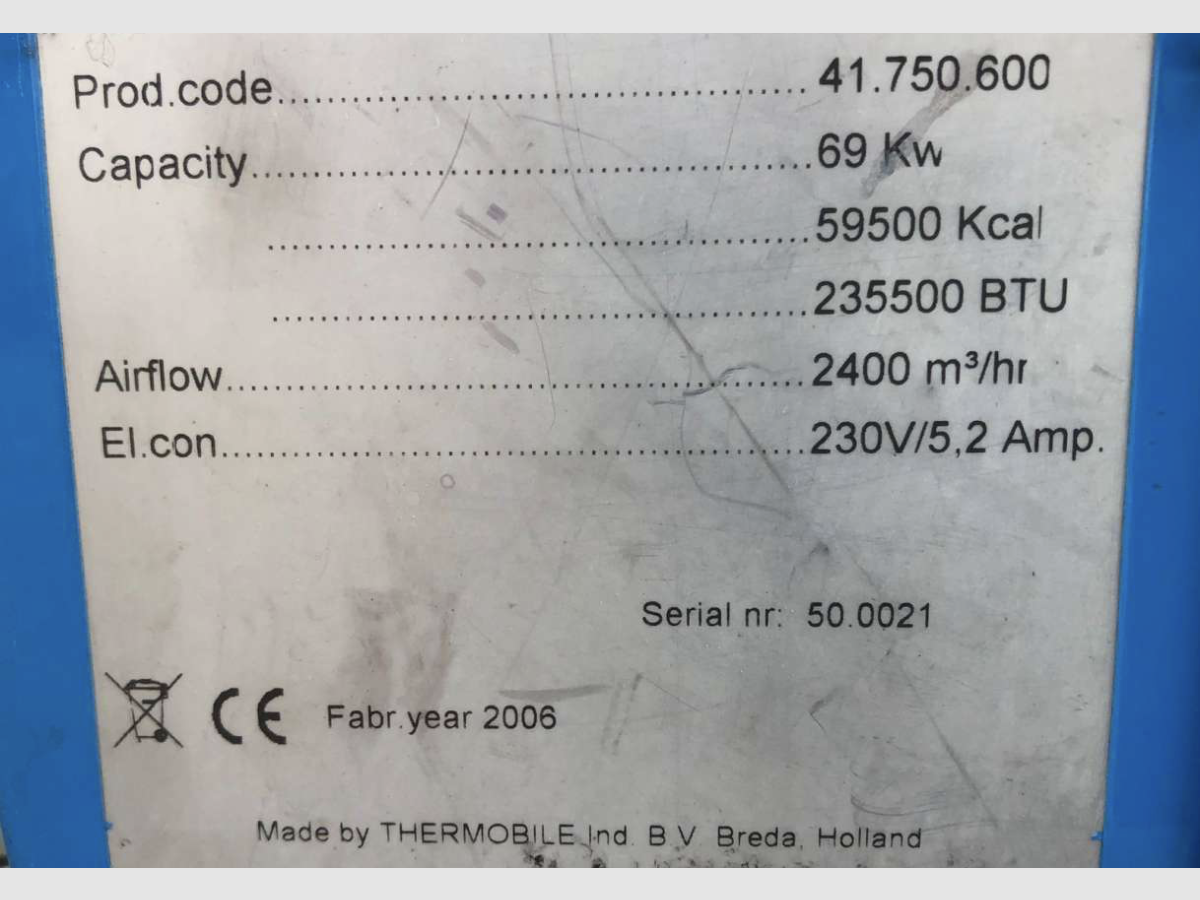 Prod.code........................................................ 41.750.600
Capacity........................................................69 Kw
........................................................59500 Kcal
........................................................235500 BTU
Airflow........................................................2400 m³/hr
El.con........................................................230V/5,2 Amp.
Serial nr: 50.0021
CE Fabr.year 2006
Made by THERMOBILE Ind. B V Breda, Holland